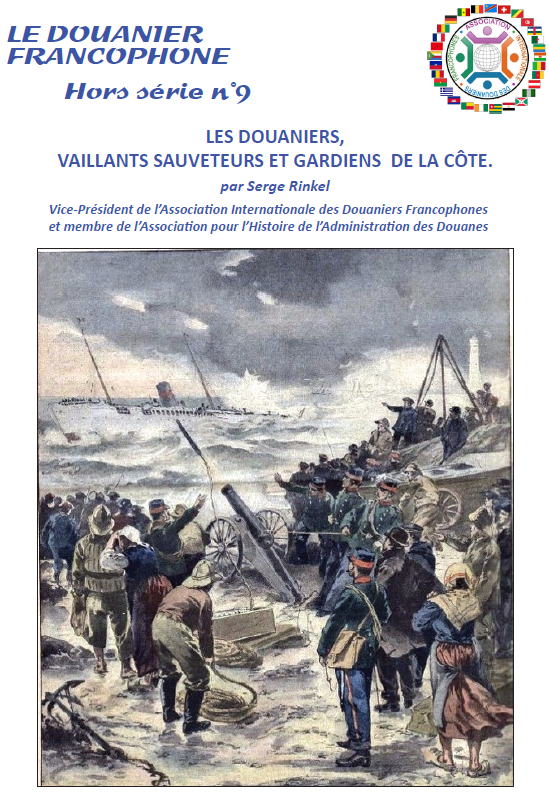 LE DOUANIER
FRANCOPHONE
Hors série n°9
ASSOCIATION
INTERNATIONALE
DES DOUANIERS
FRANCOPHONES
LES DOUANIERS,
VAILLANTS SAUVETEURS ET GARDIENS DE LA CÔTE.
par Serge Rinkel
Vice-Président de l’Association Internationale des Douaniers Francophones
et membre de l’Association pour l’Histoire de l’Administration des Douanes